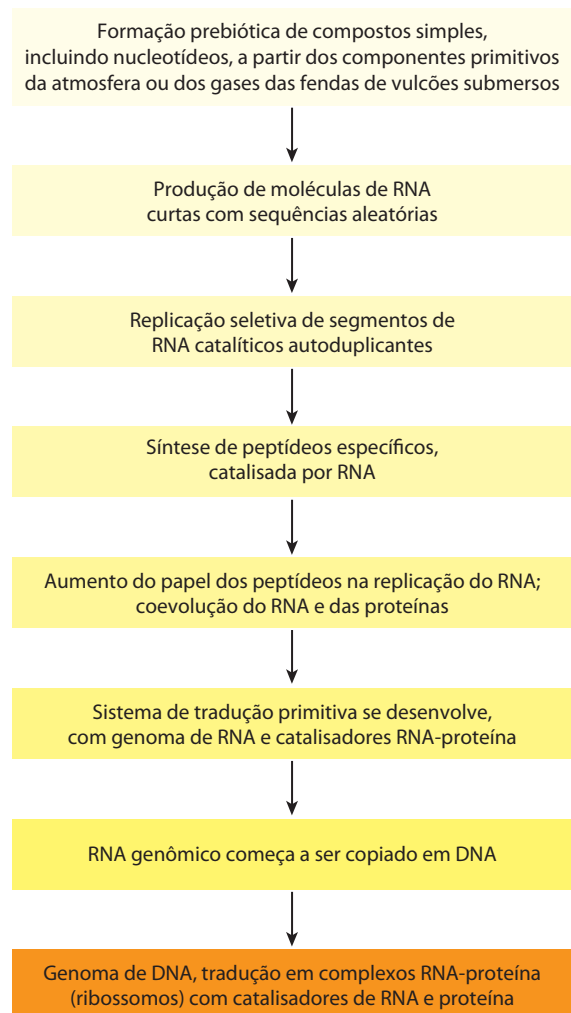 Formação prebiótica de compostos simples,
incluindo nucleotídeos, a partir dos componentes primitivos
da atmosfera ou dos gases das fendas de vulcões submersos
Produção de moléculas de RNA
curtas com sequências aleatórias
Replicação seletiva de segmentos de
RNA catalíticos autoduplicantes
Síntese de peptídeos específicos,
catalisada por RNA
Aumento do papel dos peptídeos na replicação do RNA;
coevolução do RNA e das proteínas
Sistema de tradução primitiva se desenvolve,
com genoma de RNA e catalisadores RNA-proteína
RNA genômico começa a ser copiado em DNA
Genoma de DNA, tradução em complexos RNA-proteína
(ribossomos) com catalisadores de RNA e proteína